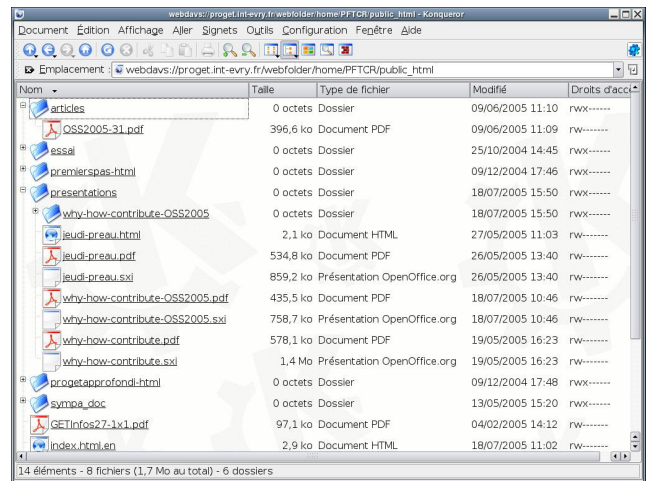 webdavs://proget.int-evry.fr/webfolder/home/PFTCR/public_html - Konqueror
Document Édition Affichage Aller Signets Outils Configuration Fenêtre Aide
Emplacement : webdavs://proget.int-evry.fr/webfolder/home/PFTCR/public_html
Nom Taille Type de fichier Modifié Droits d'accè
articles 0 octets Dossier 09/06/2005 11:10 rwx------
OSS2005-31.pdf 396,6 ko Document PDF 09/06/2005 11:09 rw-------
essai 0 octets Dossier 25/10/2004 14:45 rwx------
premierspas-html 0 octets Dossier 09/12/2004 17:46 rwx------
presentations 0 octets Dossier 18/07/2005 15:50 rwx------
why-how-contribute-OSS2005 0 octets Dossier 18/07/2005 15:50 rwx------
jeudi-preau.html 2,1 ko Document HTML 27/05/2005 11:03 rw-------
jeudi-preau.pdf 534,8 ko Document PDF 26/05/2005 13:40 rw-------
jeudi-preau.sxi 859,2 ko Présentation OpenOffice.org 26/05/2005 13:40 rw-------
why-how-contribute-OSS2005.pdf 435,5 ko Document PDF 18/07/2005 10:46 rw-------
why-how-contribute-OSS2005.sxi 758,7 ko Présentation OpenOffice.org 18/07/2005 10:46 rw-------
why-how-contribute.pdf 578,1 ko Document PDF 19/05/2005 16:23 rw-------
why-how-contribute.sxi 1,4 Mo Présentation OpenOffice.org 19/05/2005 16:23 rw-------
progetapprofondi-html 0 octets Dossier 09/12/2004 17:48 rwx------
sympa_doc 0 octets Dossier 13/05/2005 15:20 rwx------
GETInfos27-1x1.pdf 97,1 ko Document PDF 04/02/2005 14:12 rw-------
index.html.en 2,9 ko Document HTML 18/07/2005 11:02 rw-------
14 éléments - 8 fichiers (1,7 Mo au total) - 6 dossiers